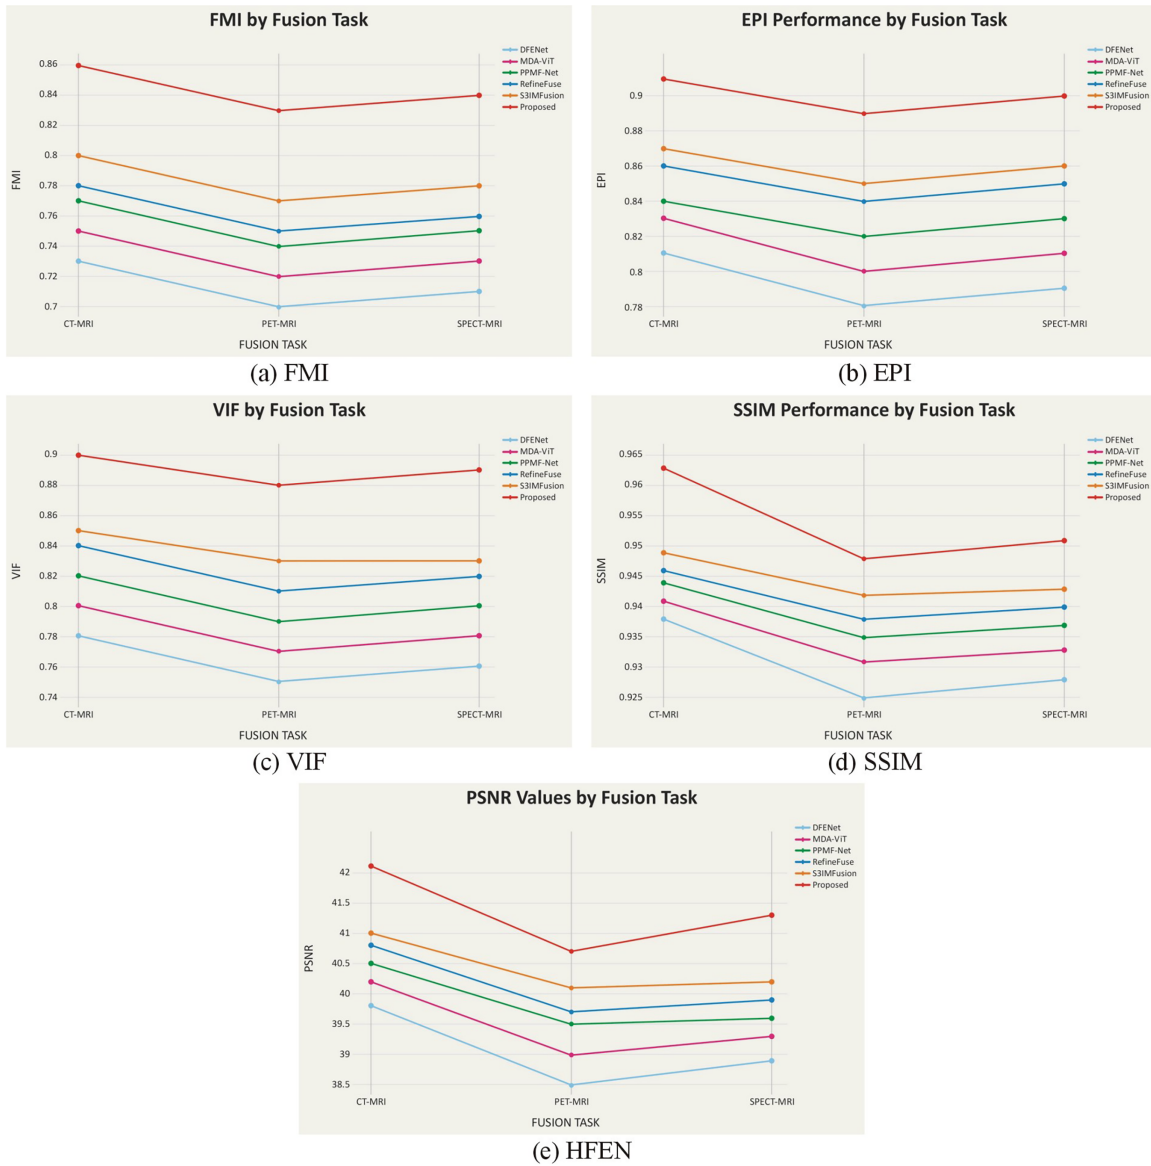 FMI by Fusion Task
DFENet
MDA-ViT
PPMF-Net
RefineFuse
S3IMFusion
Proposed
0.86
0.84
0.82
0.8
0.78
0.76
0.74
0.72
0.7
FMI
CT-MRI
PET-MRI
SPECT-MRI
FUSION TASK
(a) FMI
EPI Performance by Fusion Task
DFENet
MDA-ViT
PPMF-Net
RefineFuse
S3IMFusion
Proposed
0.9
0.88
0.86
0.84
0.82
0.8
0.78
EPI
CT-MRI
PET-MRI
SPECT-MRI
FUSION TASK
(b) EPI
VIF by Fusion Task
DFENet
MDA-ViT
PPMF-Net
RefineFuse
S3IMFusion
Proposed
0.9
0.88
0.86
0.84
0.82
0.8
0.78
0.76
0.74
VIF
CT-MRI
PET-MRI
SPECT-MRI
FUSION TASK
(c) VIF
SSIM Performance by Fusion Task
DFENet
MDA-ViT
PPMF-Net
RefineFuse
S3IMFusion
Proposed
0.965
0.96
0.955
0.95
0.945
0.94
0.935
0.93
0.925
SSIM
CT-MRI
PET-MRI
SPECT-MRI
FUSION TASK
(d) SSIM
PSNR Values by Fusion Task
DFENet
MDA-ViT
PPMF-Net
RefineFuse
S3IMFusion
Proposed
42
41.5
41
40.5
40
39.5
39
38.5
PSNR
CT-MRI
PET-MRI
SPECT-MRI
FUSION TASK
(e) HFEN